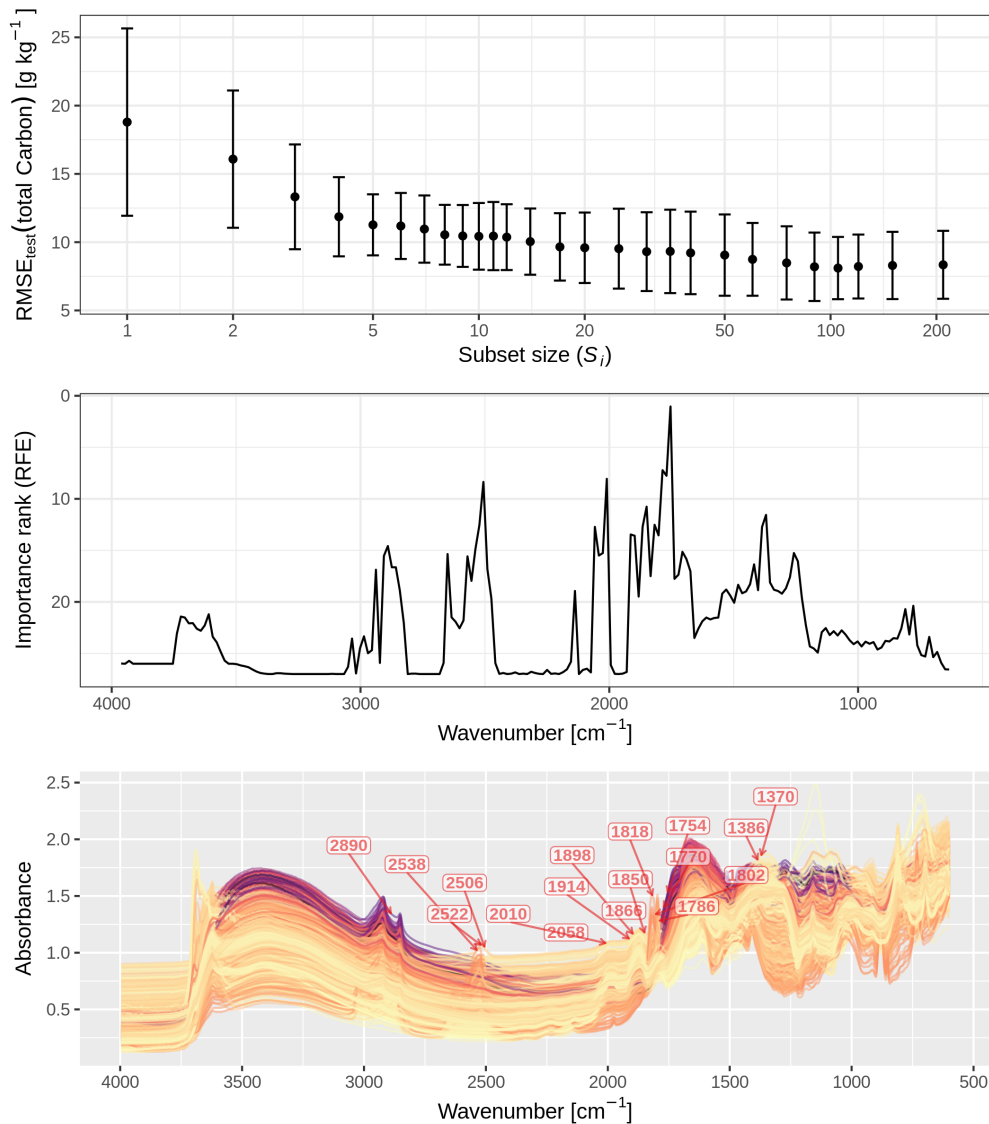 RMSEtest(total Carbon) [g kg⁻¹ ]
25
20
15
10
5
1 2 5 10 20 50 100 200
Subset size (S i)
Importance rank (RFE)
0
10
20
4000 3000 2000 1000
Wavenumber [cm⁻¹]
Absorbance
2.5
2.0
1.5
1.0
0.5
1370
1818 1754 1386
2890
2538 1898 1770
2506 1914 1850 1802
2522 2010 1866 1786
2058
4000 3500 3000 2500 2000 1500 1000 500
Wavenumber [cm⁻¹]